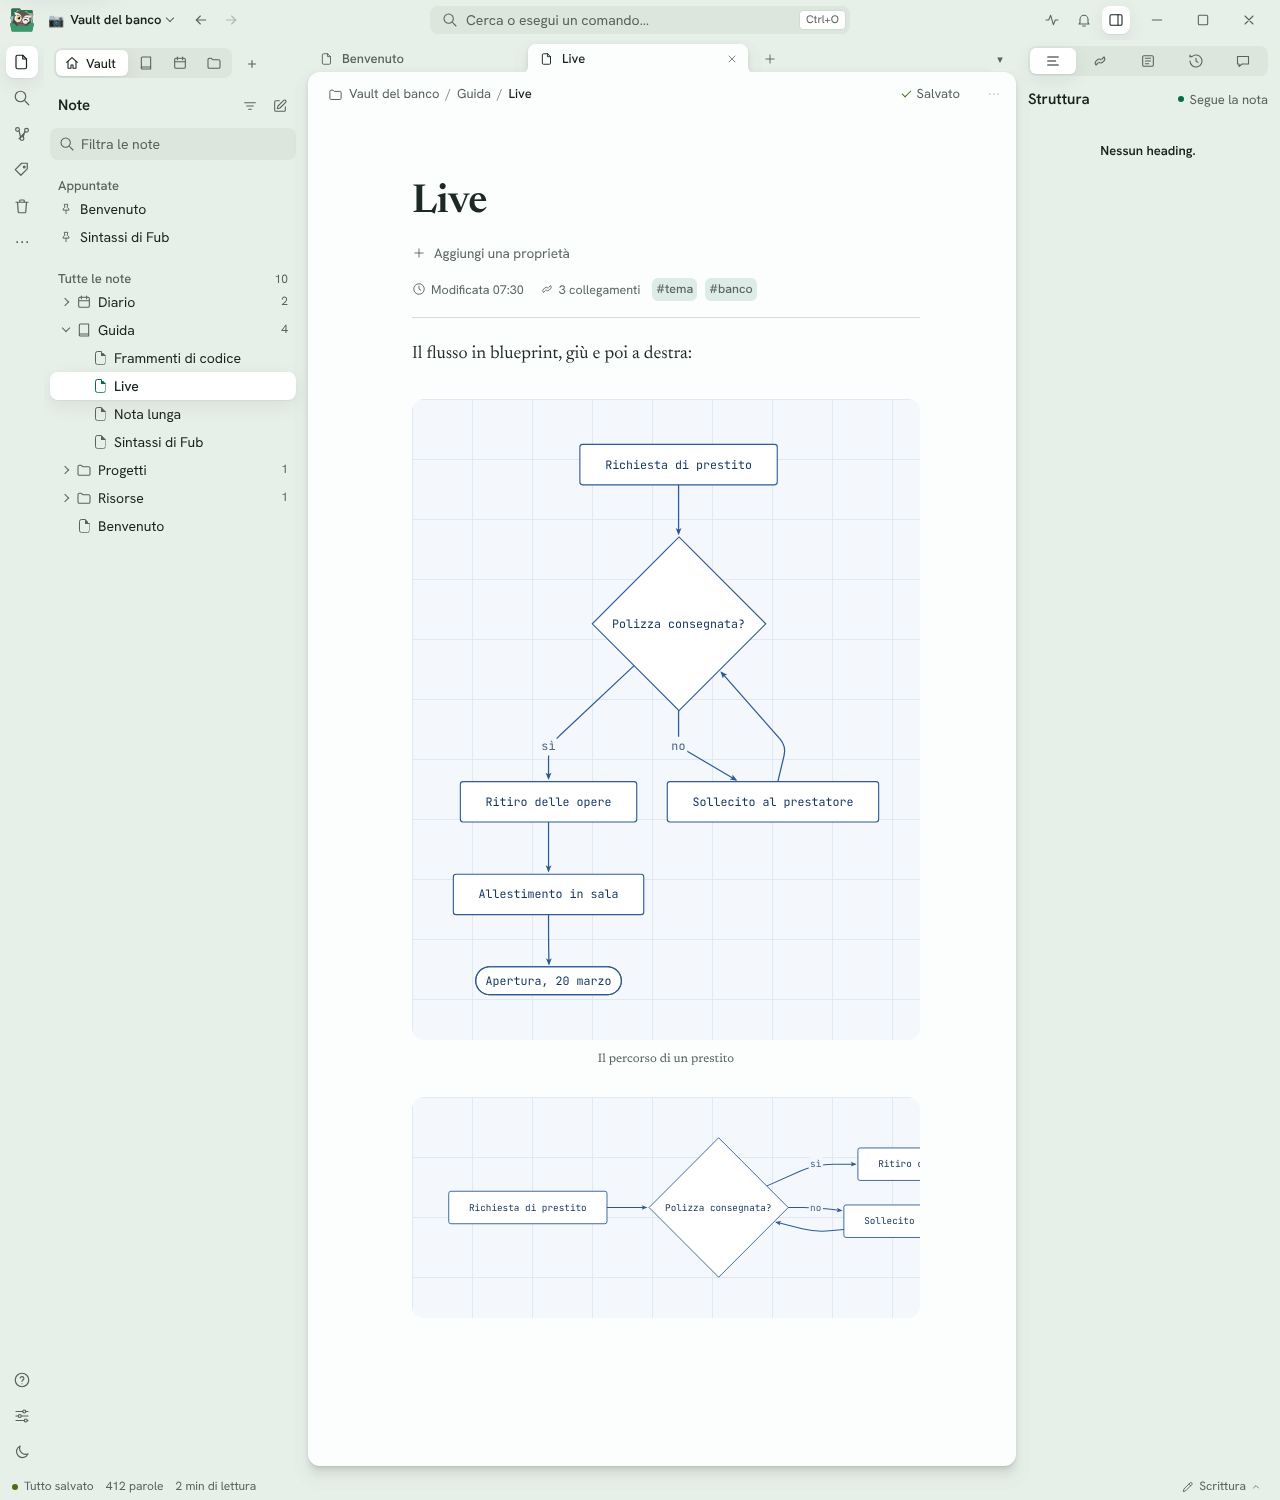 Vault del banco
Cerca o esegui un comando...
Ctrl+O
Vault
Note
Filtra le note
Appuntate
Benvenuto
Sintassi di Fub
Tutte le note 10
Diario 2
Guida 4
Frammenti di codice
Live
Nota lunga
Sintassi di Fub
Progetti 1
Risorse 1
Benvenuto
Benvenuto
Live
Vault del banco / Guida / Live
Salvato
Live
Aggiungi una proprietà
Modificata 07:30 3 collegamenti #tema #banco
Il flusso in blueprint, giù e poi a destra:
Richiesta di prestito
Polizza consegnata?
sì
no
Ritiro delle opere
Sollecito al prestatore
Allestimento in sala
Apertura, 20 marzo
Il percorso di un prestito
Richiesta di prestito
Polizza consegnata?
sì
no
Ritiro
Sollecito
Struttura
Segue la nota
Nessun heading.
Tutto salvato 412 parole 2 min di lettura
Scrittura